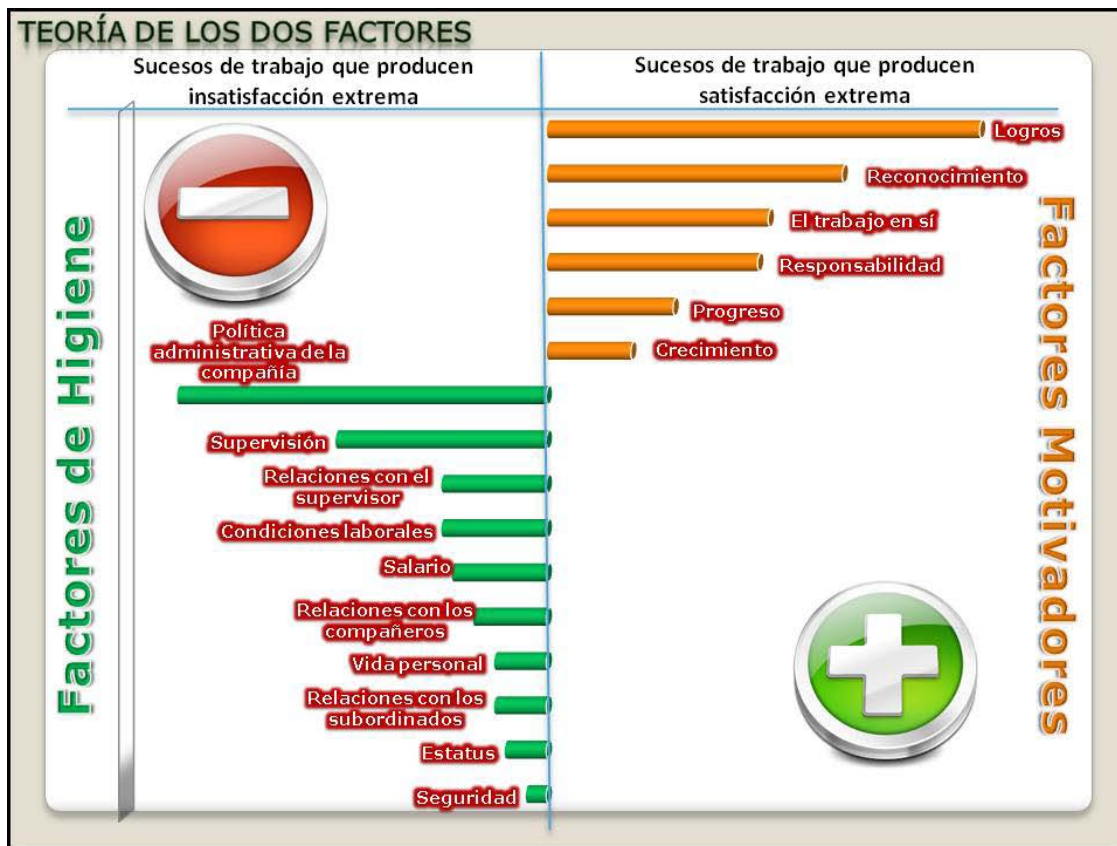 TEORÍA DE LOS DOS FACTORES
Sucesos de trabajo que producen
insatisfacción extrema
Sucesos de trabajo que producen
satisfacción extrema
Logros
Reconocimiento
El trabajo en sí
Responsabilidad
Progreso
Crecimiento
Factores Motivadores
Factores de Higiene
Política
administrativa de la
compañía
Supervisión
Relaciones con el
supervisor
Condiciones laborales
Salario
Relaciones con los
compañeros
Vida personal
Relaciones con los
subordinados
Estatus
Seguridad